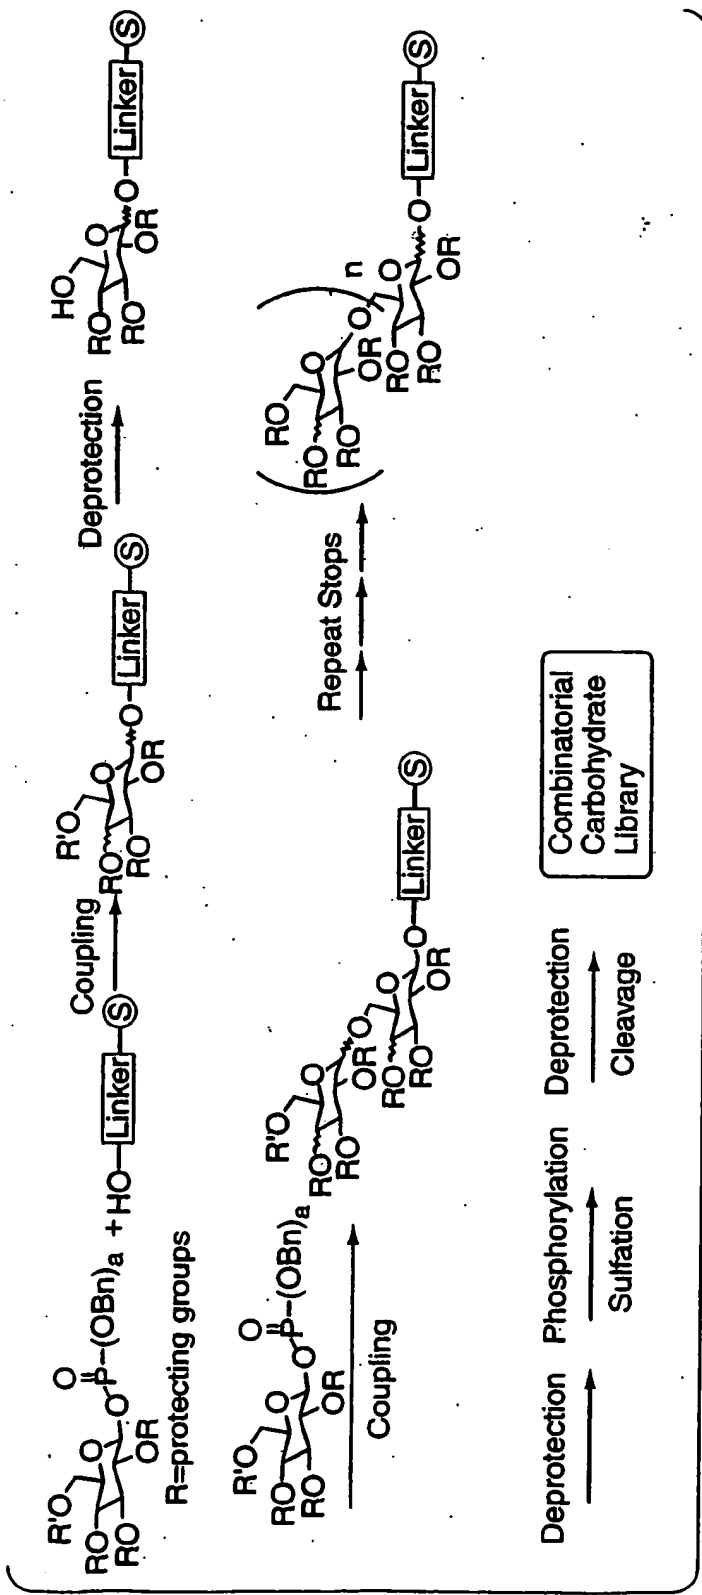 R'O
RO
RO
O
OR
O
O
P
(OBn)a
+
HO
Linker
S
R=protecting groups
Coupling
R'O
RO
RO
O
OR
O
Linker
S
Deprotection
HO
RO
RO
O
OR
O
Linker
S
R'O
RO
RO
O
OR
O
O
P
(OBn)a
Coupling
R'O
RO
RO
O
OR
O
RO
RO
O
OR
O
Linker
S
Repeat Stops
RO
RO
RO
O
OR
O
n
RO
RO
O
OR
O
Linker
S
Deprotection
Phosphorylation
Sulfation
Deprotection
Cleavage
Combinatorial
Carbohydrate
Library